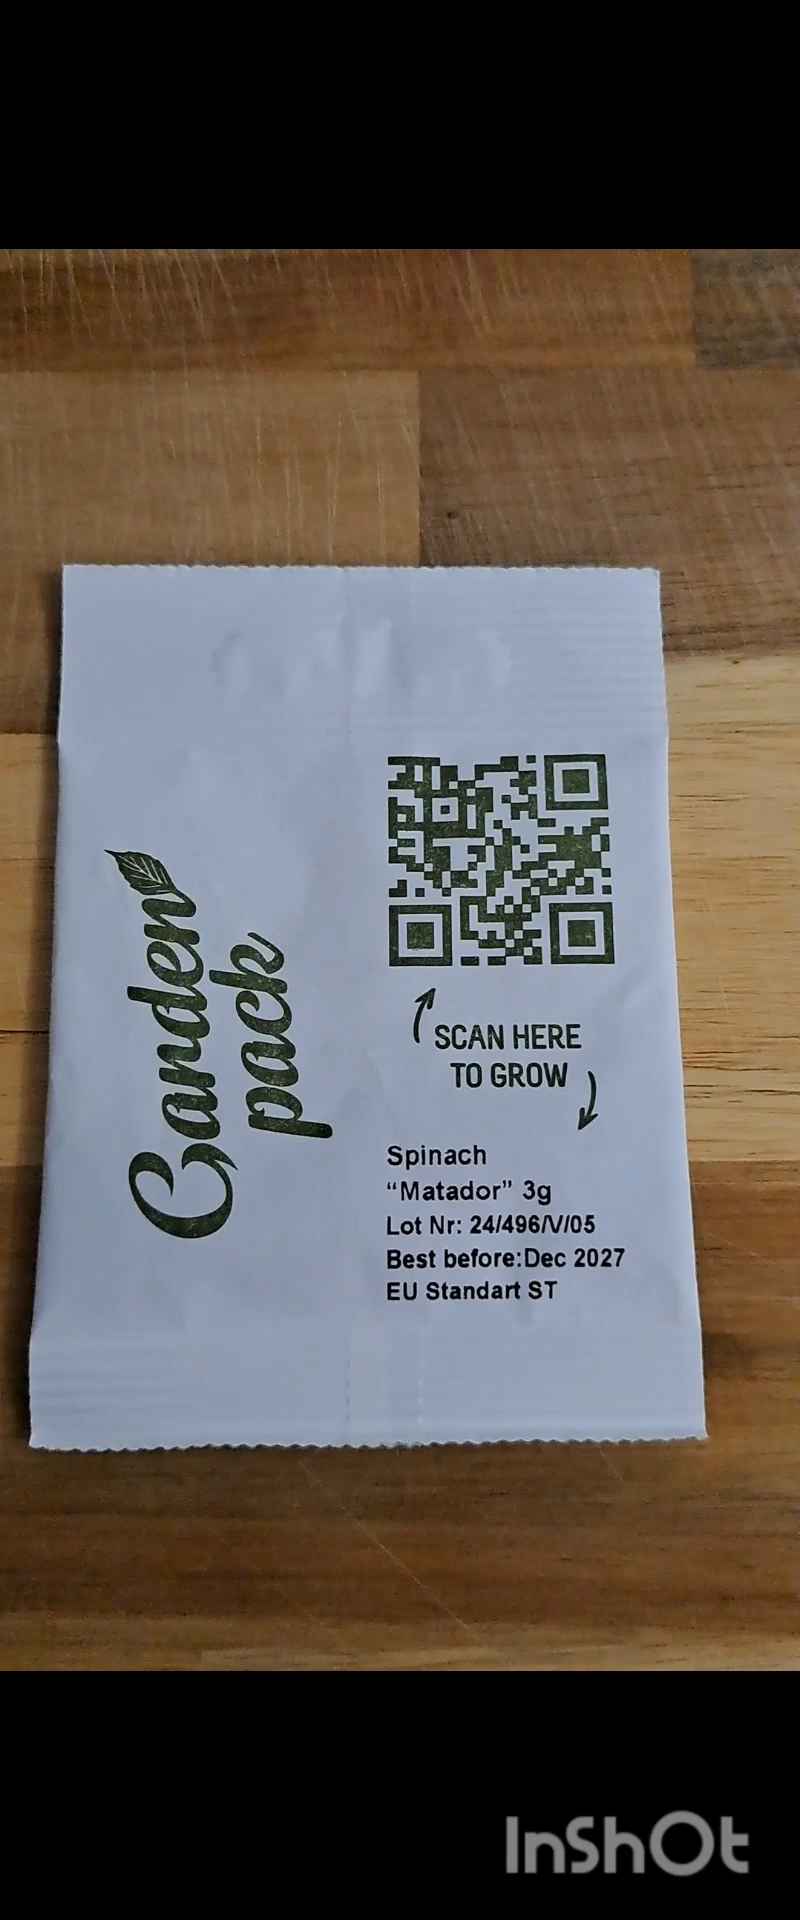 Garden
pack
SCAN HERE
TO GROW
Spinach
“Matador” 3g
Lot Nr: 24/496/V/05
Best before:Dec 2027
EU Standart ST
InShOt